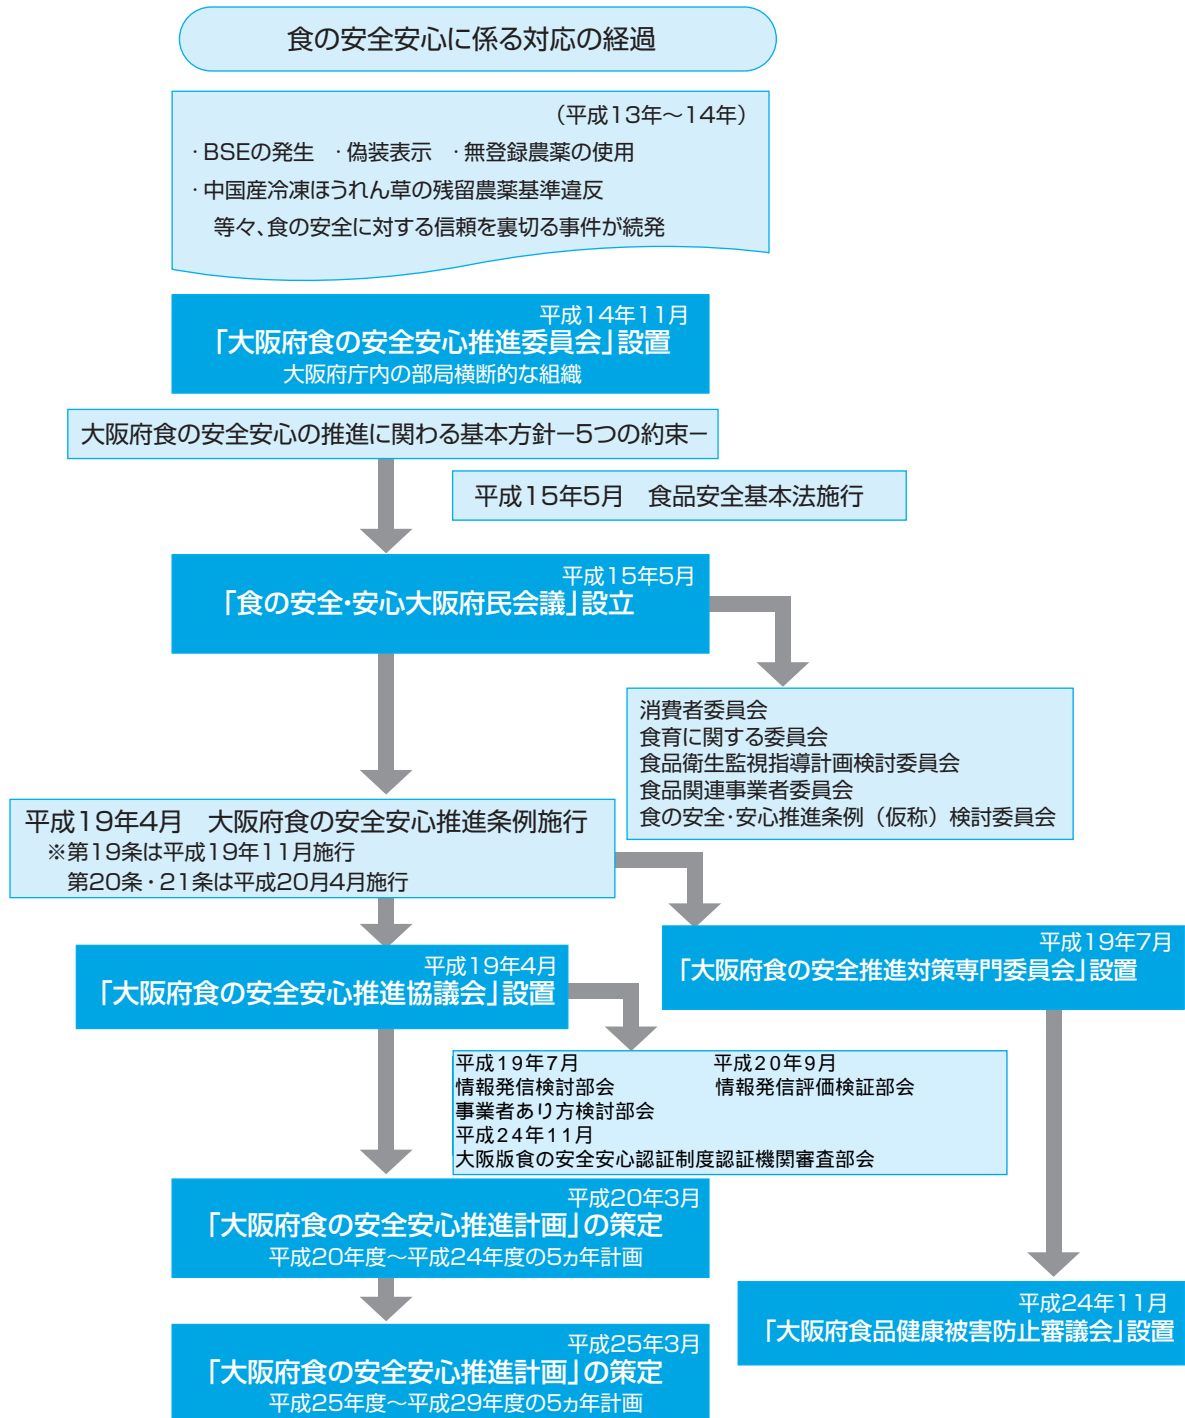 食の安全安心に係る対応の経過
(平成13年～14年)
・BSEの発生　・偽装表示　・無登録農薬の使用
・中国産冷凍ほうれん草の残留農薬基準違反
等々、食の安全に対する信頼を裏切る事件が続発
平成14年11月
「大阪府食の安全安心推進委員会」設置
大阪府庁内の部局横断的な組織
大阪府食の安全安心の推進に関わる基本方針－5つの約束－
平成15年5月　食品安全基本法施行
平成15年5月
「食の安全・安心大阪府民会議」設立
消費者委員会
食育に関する委員会
食品衛生監視指導計画検討委員会
食品関連事業者委員会
食の安全・安心推進条例（仮称）検討委員会
平成19年4月　大阪府食の安全安心推進条例施行
※第19条は平成19年11月施行
第20条・21条は平成20月4月施行
平成19年7月
「大阪府食の安全推進対策専門委員会」設置
平成19年4月
「大阪府食の安全安心推進協議会」設置
平成19年7月　平成20年9月
情報発信検討部会　情報発信評価検証部会
事業者あり方検討部会
平成24年11月
大阪版食の安全安心認証制度認証機関審査部会
平成20年3月
「大阪府食の安全安心推進計画」の策定
平成20年度～平成24年度の5ヵ年計画
平成24年11月
「大阪府食品健康被害防止審議会」設置
平成25年3月
「大阪府食の安全安心推進計画」の策定
平成25年度～平成29年度の5ヵ年計画